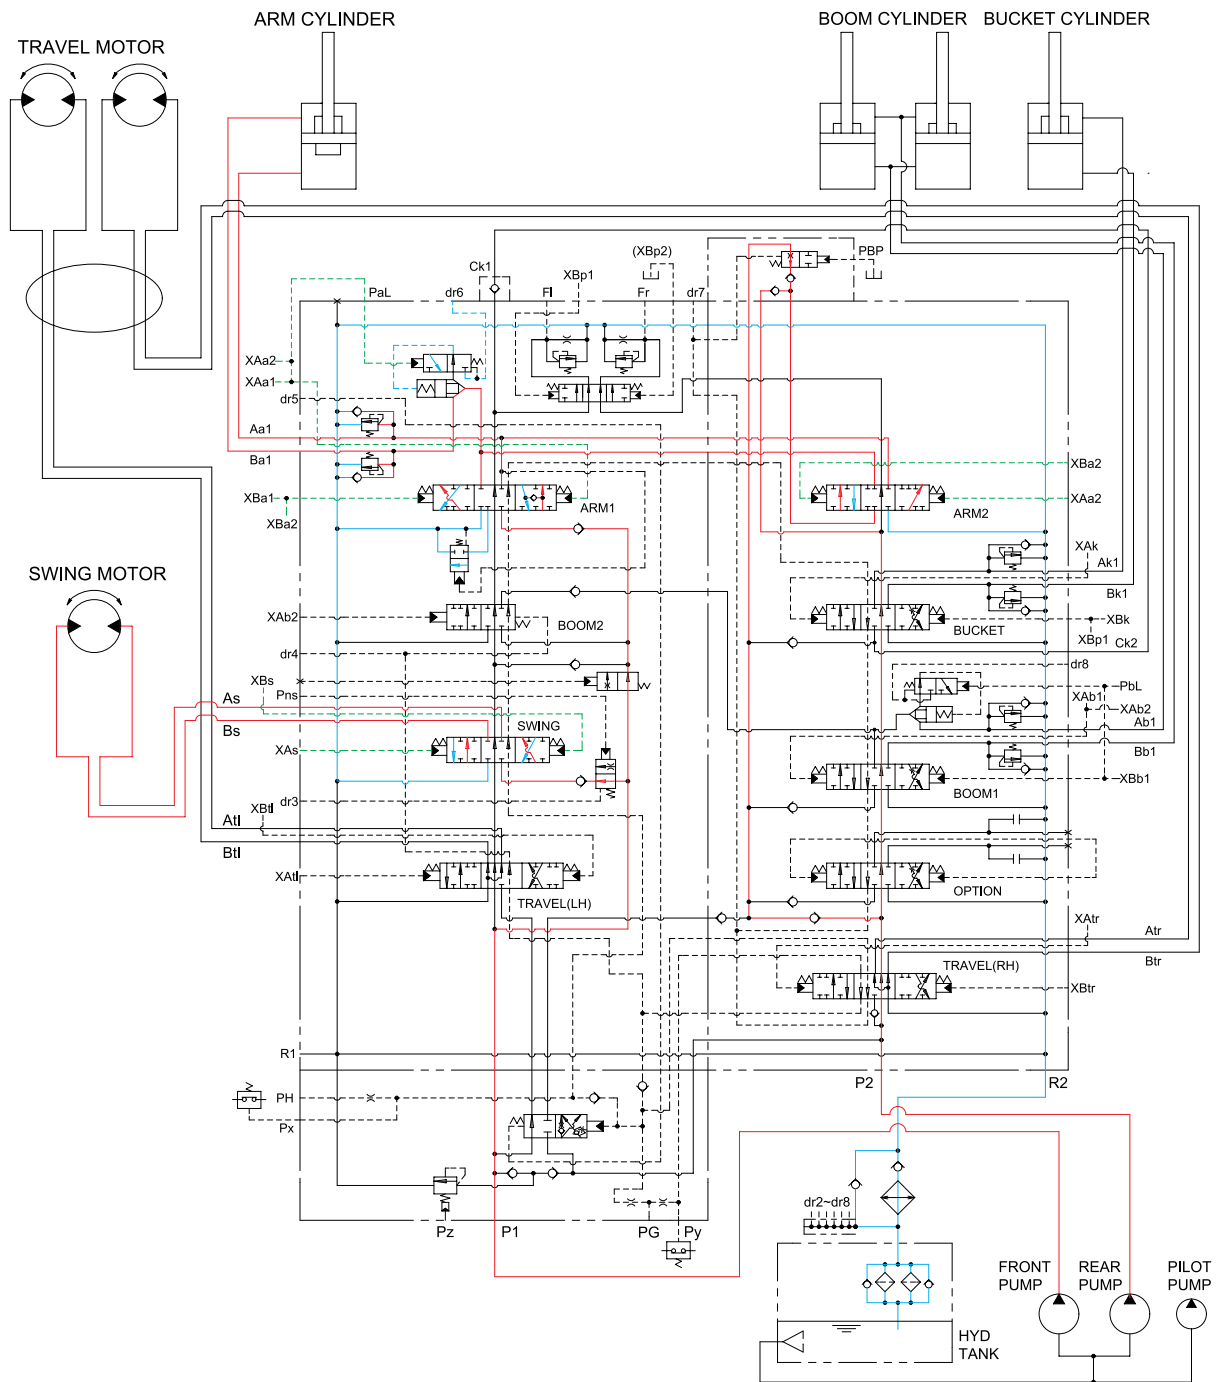 ARM CYLINDER
BOOM CYLINDER
BUCKET CYLINDER
TRAVEL MOTOR
(XBp2)
PBP
Ck1
XBp1
PaL
dr6
Fl
Fr
dr7
XAa2
XAa1
dr5
Aa1
Ba1
XBa2
XBa1
XAa2
XBa2
ARM1
ARM2
XAk
Ak1
SWING MOTOR
Bk1
XAb2
BOOM2
BUCKET
XBk
XBp1
Ck2
dr4
dr8
XBs
Pns
PbL
XAb1
XAb2
As
Ab1
Bs
SWING
XAs
Bb1
XBb1
BOOM1
dr3
XBtl
Atl
Btl
XAtl
OPTION
TRAVEL(LH)
XAtr
Atr
Btr
TRAVEL(RH)
XBtr
R1
P2
R2
PH
Px
dr2~dr8
Pz
P1
PG
Py
FRONT
PUMP
REAR
PUMP
PILOT
PUMP
HYD
TANK